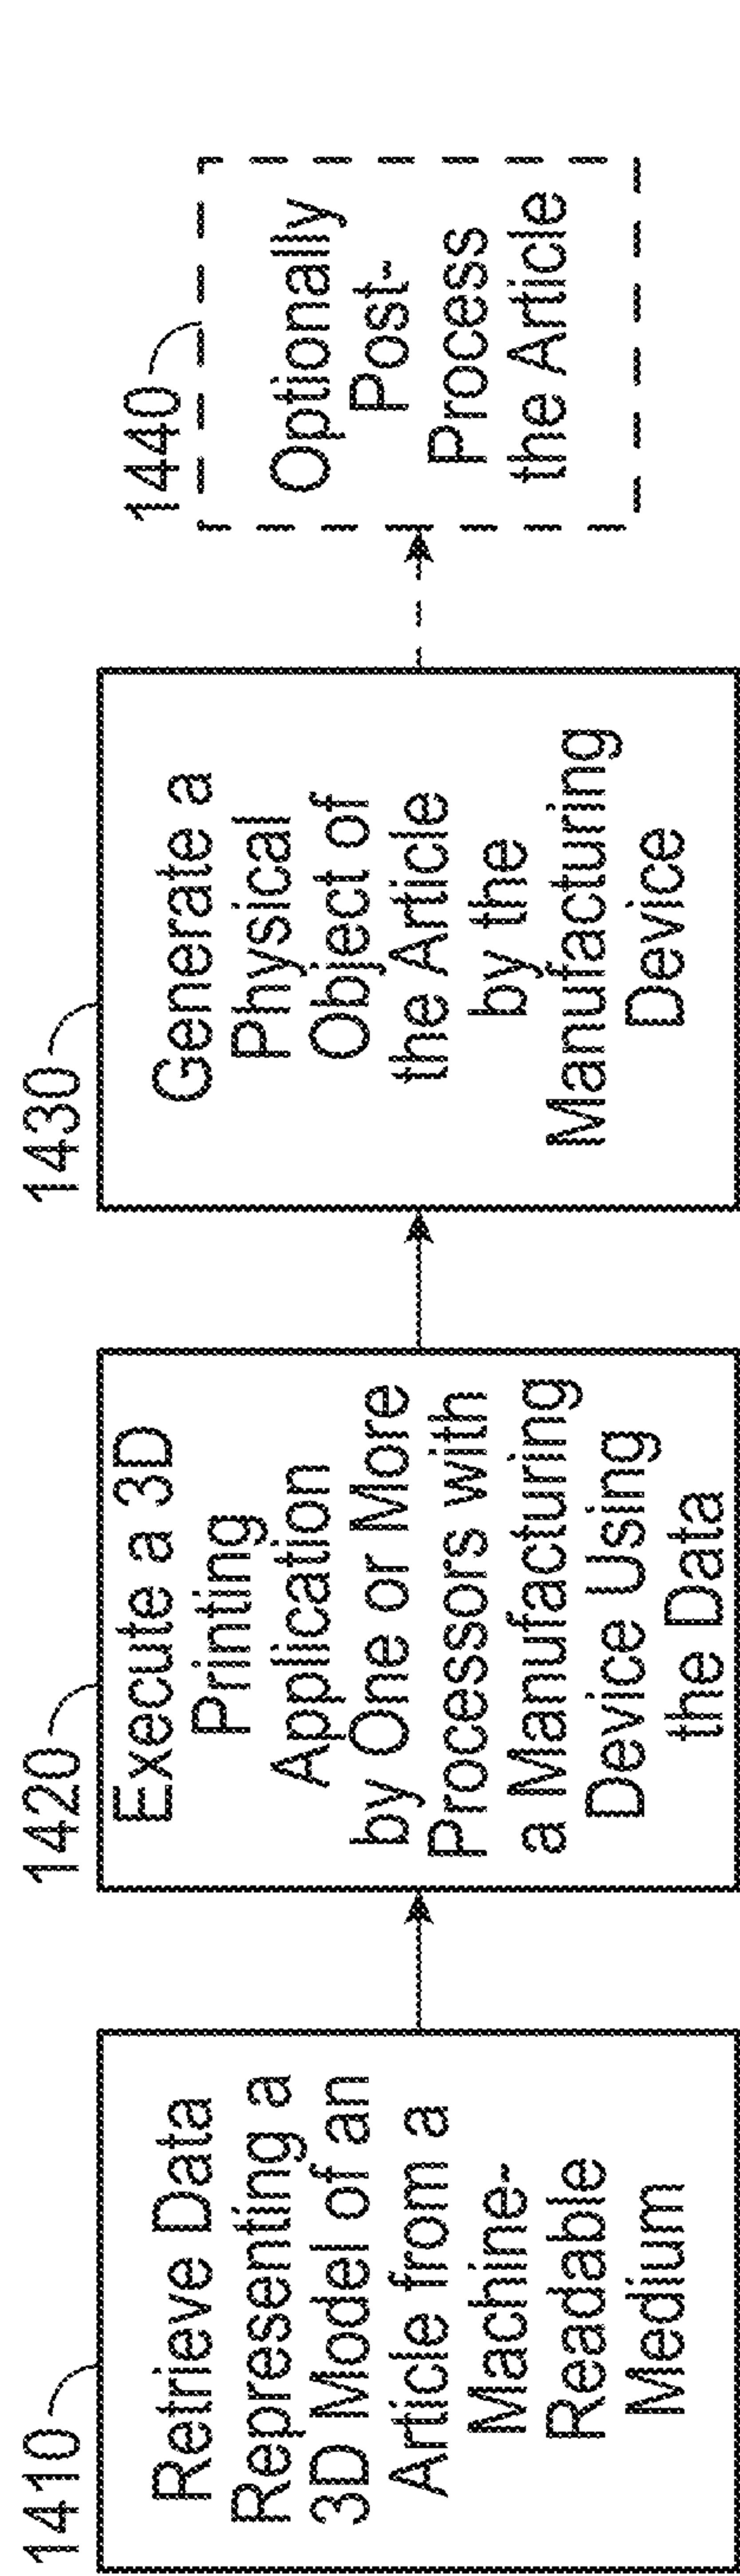 1410
Retrieve Data
Representing a
3D Model of an
Article from a
Machine-
Readable
Medium
1420
Execute a 3D
Printing
Application
by One or More
Processors with
a Manufacturing
Device Using
the Data
1430
Generate a
Physical
Object of
the Article
by the
Manufacturing
Device
1440
Optionally
Post-
Process
the Article